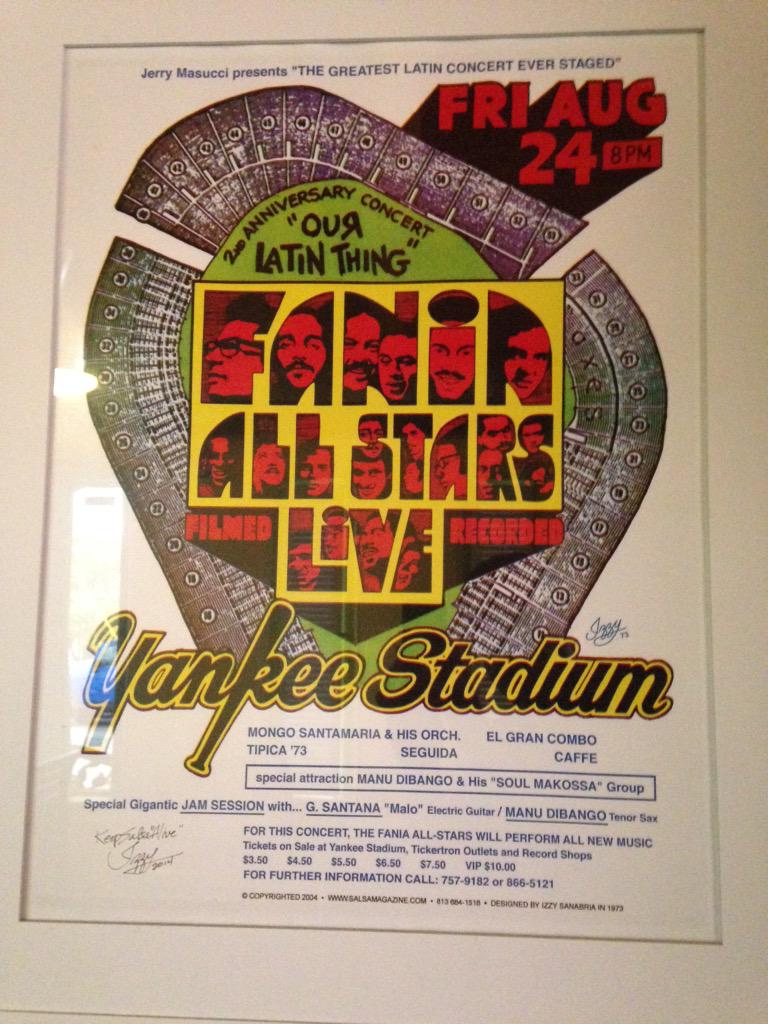 Jerry Masucci presents "THE GREATEST LATIN CONCERT EVER STAGED"
FRI AUG
24 8PM
2ND ANNIVERSARY CONCERT
"OUR
LATIN THING"
FANIA
ALL STARS
FILMED LIVE RECORDED
Yankee Stadium
MONGO SANTAMARIA & HIS ORCH. EL GRAN COMBO
TIPICA '73 SEGUIDA CAFFE
special attraction MANU DIBANGO & His "SOUL MAKOSSA" Group
Special Gigantic JAM SESSION with... G. SANTANA "Malo" Electric Guitar / MANU DIBANGO Tenor Sax
Keep Salsa "Alive"
Izzy
2014
FOR THIS CONCERT, THE FANIA ALL-STARS WILL PERFORM ALL NEW MUSIC
Tickets on Sale at Yankee Stadium, Tickertron Outlets and Record Shops
$3.50 $4.50 $5.50 $6.50 $7.50 VIP $10.00
FOR FURTHER INFORMATION CALL: 757-9182 or 866-5121
© COPYRIGHTED 2004 • WWW.SALSAMAGAZINE.COM • 813 684-1518 • DESIGNED BY IZZY SANABRIA IN 1973